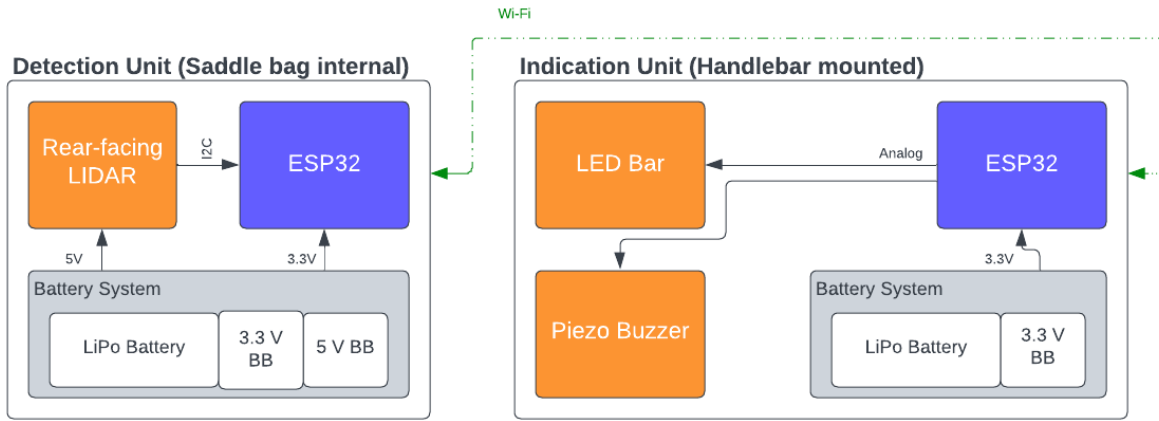 Wi-Fi
Detection Unit (Saddle bag internal)
Rear-facing
LIDAR
I2C
ESP32
5V
3.3V
Battery System
LiPo Battery
3.3 V
BB
5 V BB
Indication Unit (Handlebar mounted)
LED Bar
Analog
ESP32
Piezo Buzzer
3.3V
Battery System
LiPo Battery
3.3 V
BB